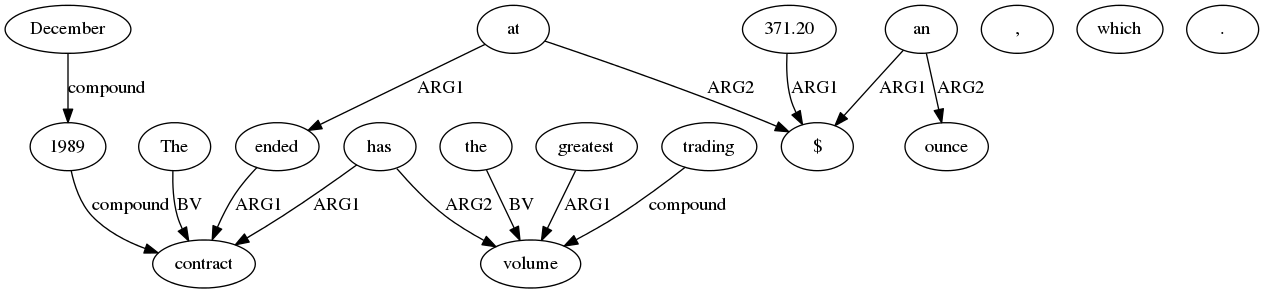 December at 371.20 an , which .
compound ARG1 ARG2 ARG1 ARG1 ARG2
1989 The ended has the greatest trading $ ounce
compound BV ARG1 ARG1 ARG2 BV ARG1 compound
contract volume